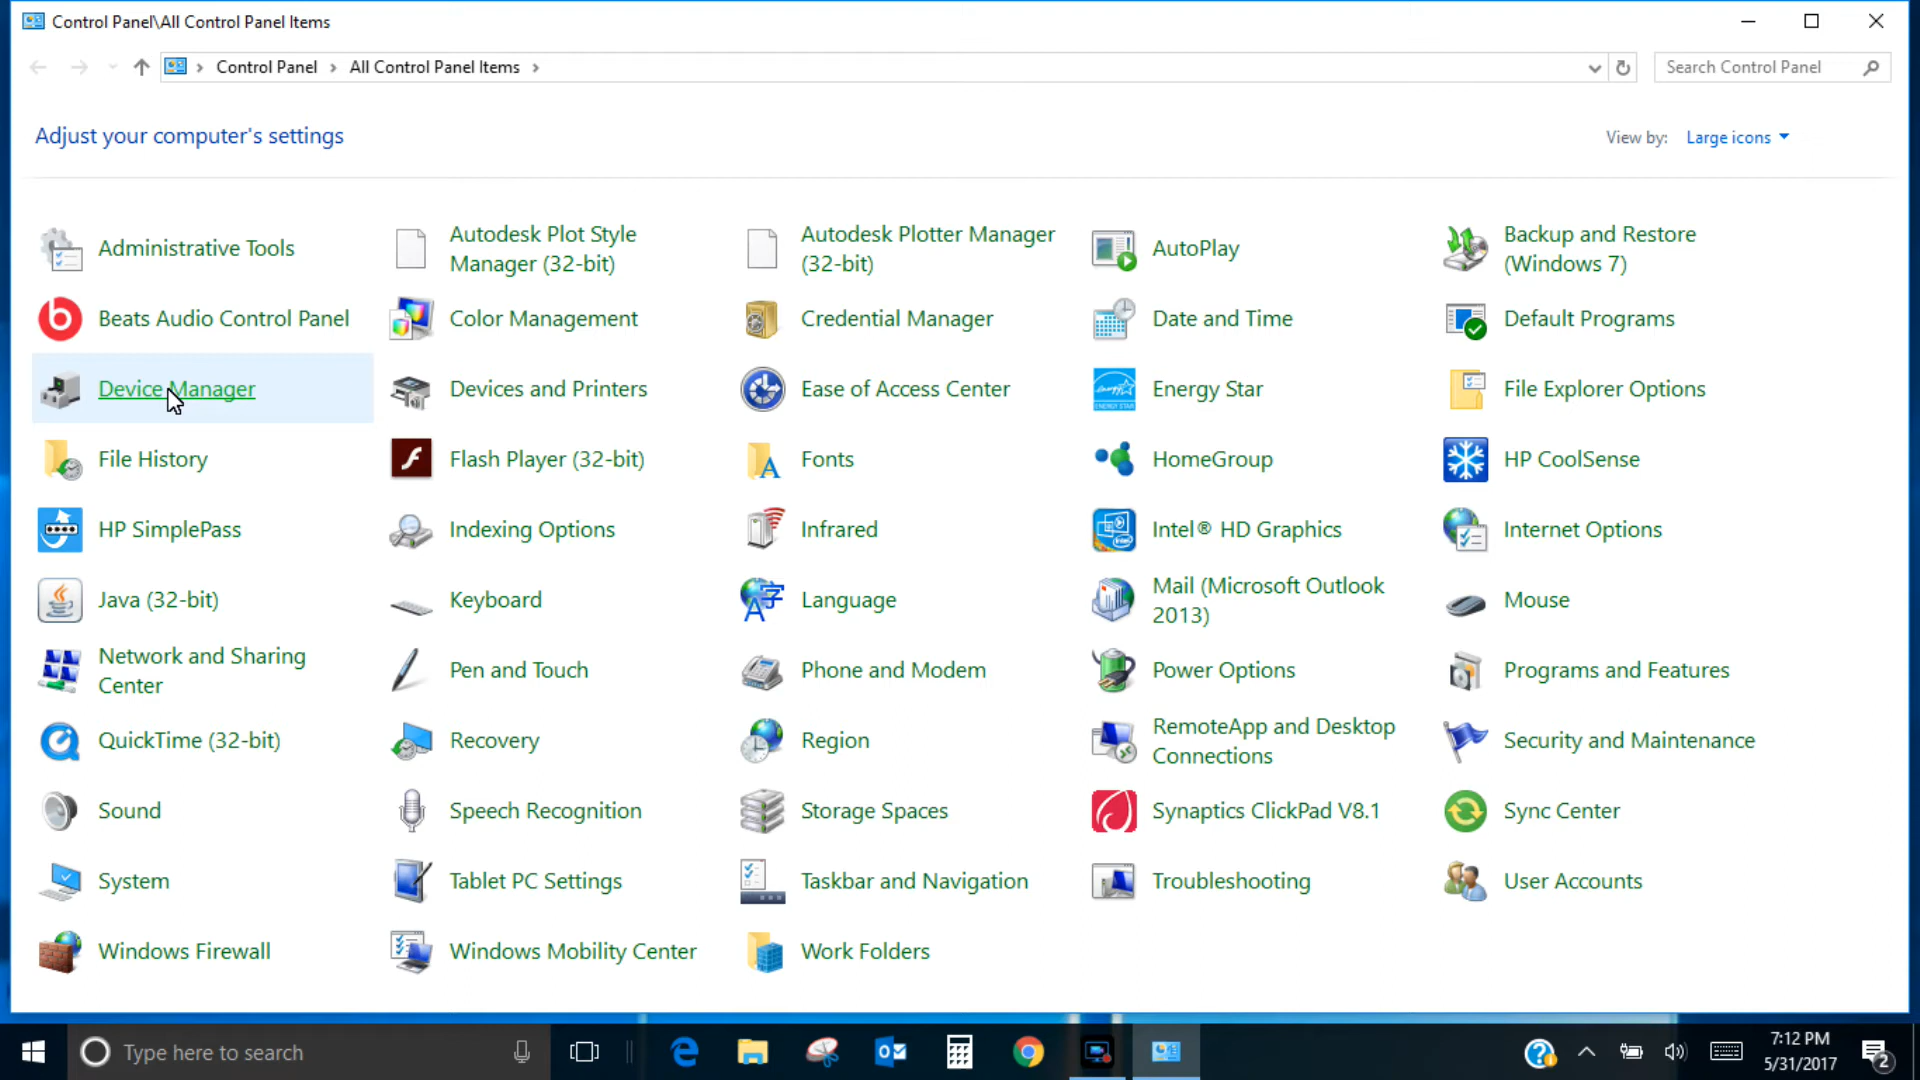 Control Panel\All Control Panel Items
Control Panel
All Control Panel Items
Search Control Panel
Adjust your computer's settings
View by: Large icons
Administrative Tools
Autodesk Plot Style
Manager (32-bit)
Autodesk Plotter Manager
(32-bit)
AutoPlay
Backup and Restore
(Windows 7)
Beats Audio Control Panel
Color Management
Credential Manager
Date and Time
Default Programs
Device Manager
Devices and Printers
Ease of Access Center
Energy Star
File Explorer Options
File History
Flash Player (32-bit)
Fonts
HomeGroup
HP CoolSense
HP SimplePass
Indexing Options
Infrared
Intel® HD Graphics
Internet Options
Java (32-bit)
Keyboard
Language
Mail (Microsoft Outlook
2013)
Mouse
Network and Sharing
Center
Pen and Touch
Phone and Modem
Power Options
Programs and Features
QuickTime (32-bit)
Recovery
Region
RemoteApp and Desktop
Connections
Security and Maintenance
Sound
Speech Recognition
Storage Spaces
Synaptics ClickPad V8.1
Sync Center
System
Tablet PC Settings
Taskbar and Navigation
Troubleshooting
User Accounts
Windows Firewall
Windows Mobility Center
Work Folders
Type here to search
7:12 PM
5/31/2017
2